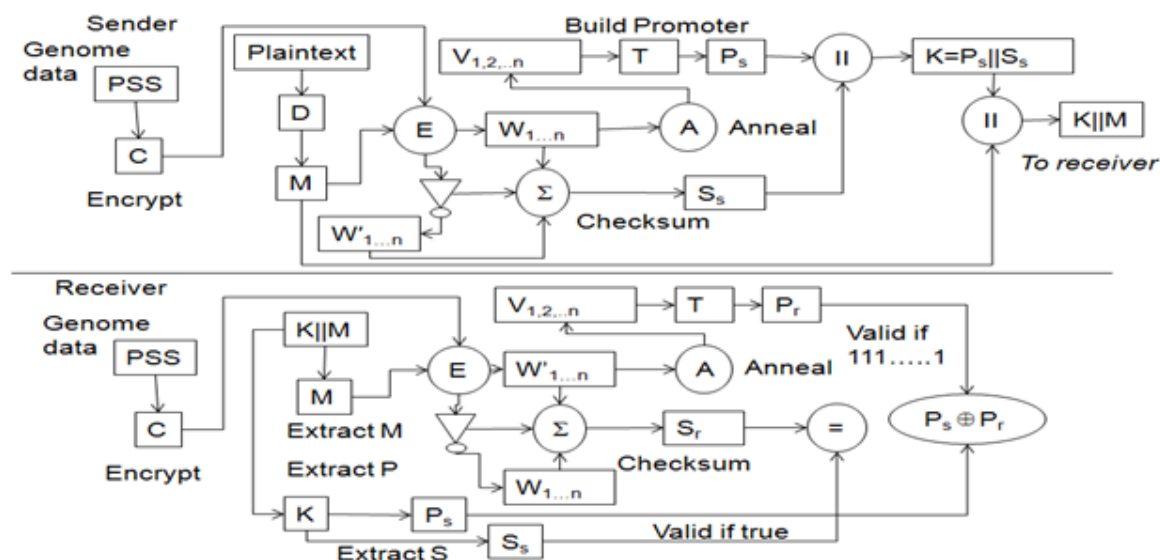 Sender
Build Promoter
Genome
data
Plaintext
V1,2,..n
T
Ps
II
K=Ps||Ss
PSS
D
E
W1...n
A
Anneal
II
K||M
To receiver
C
M
Σ
Ss
Encrypt
Checksum
W'1...n
Receiver
Genome
data
K||M
V1,2,..n
T
Pr
Valid if
111.....1
PSS
M
E
W'1...n
A
Anneal
C
Extract M
Σ
Sr
=
Ps ⊕ Pr
Encrypt
Extract P
Checksum
W1...n
K
Ps
Valid if true
Extract S
Ss